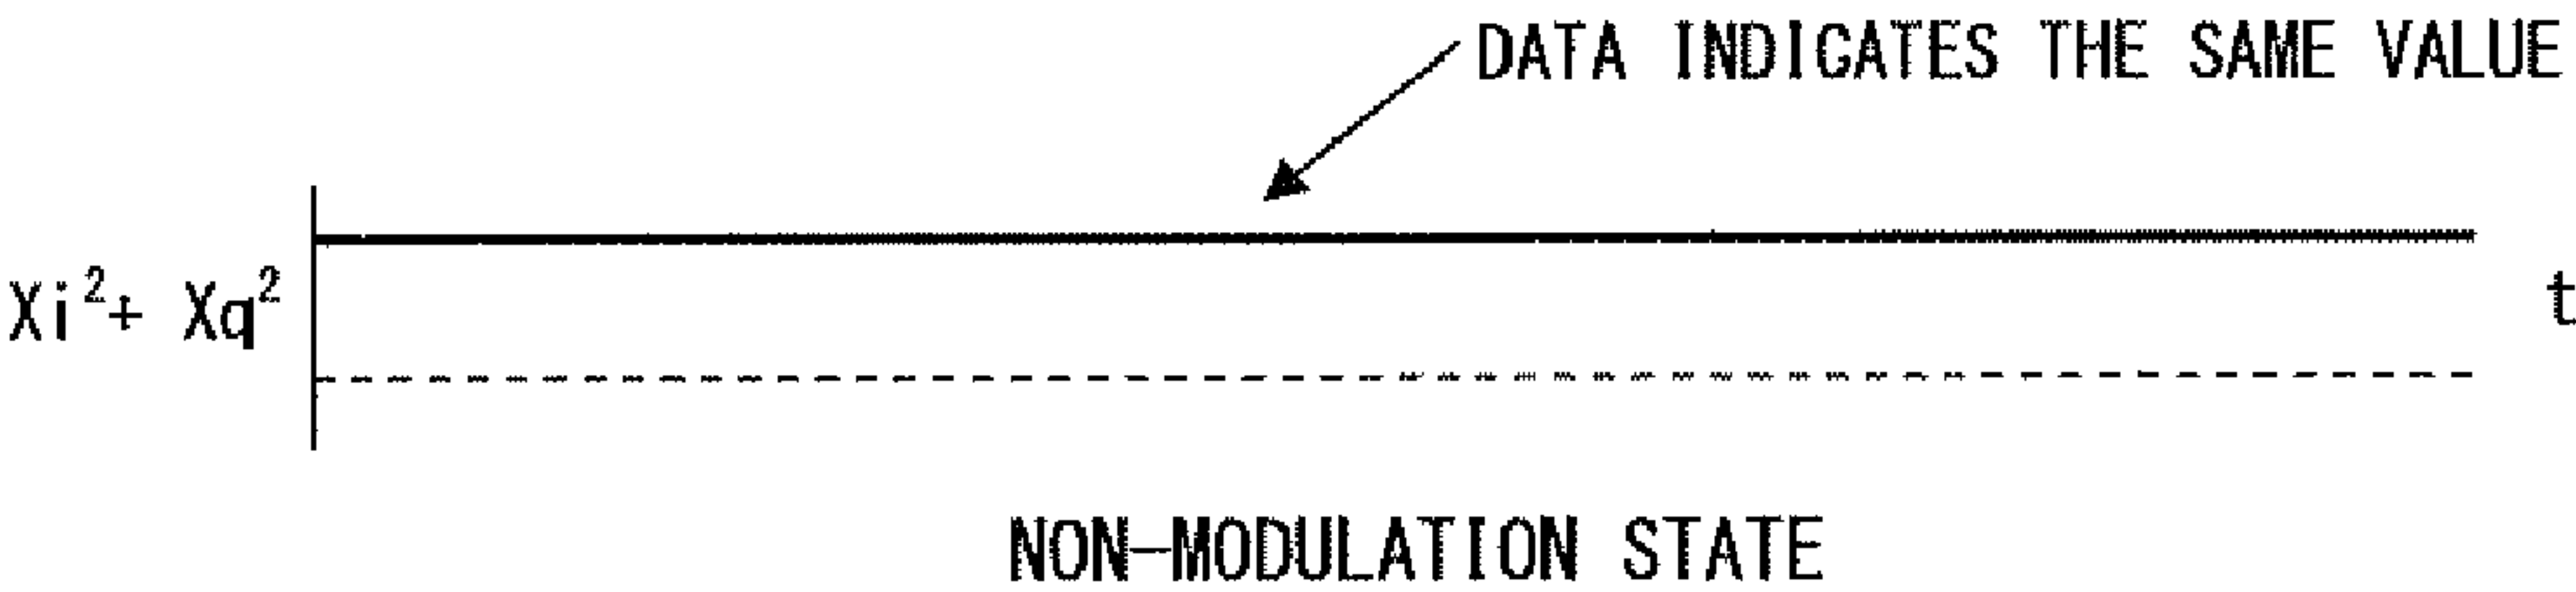 DATA INDICATES THE SAME VALUE
Xi²+ Xq²
t
NON-MODULATION STATE